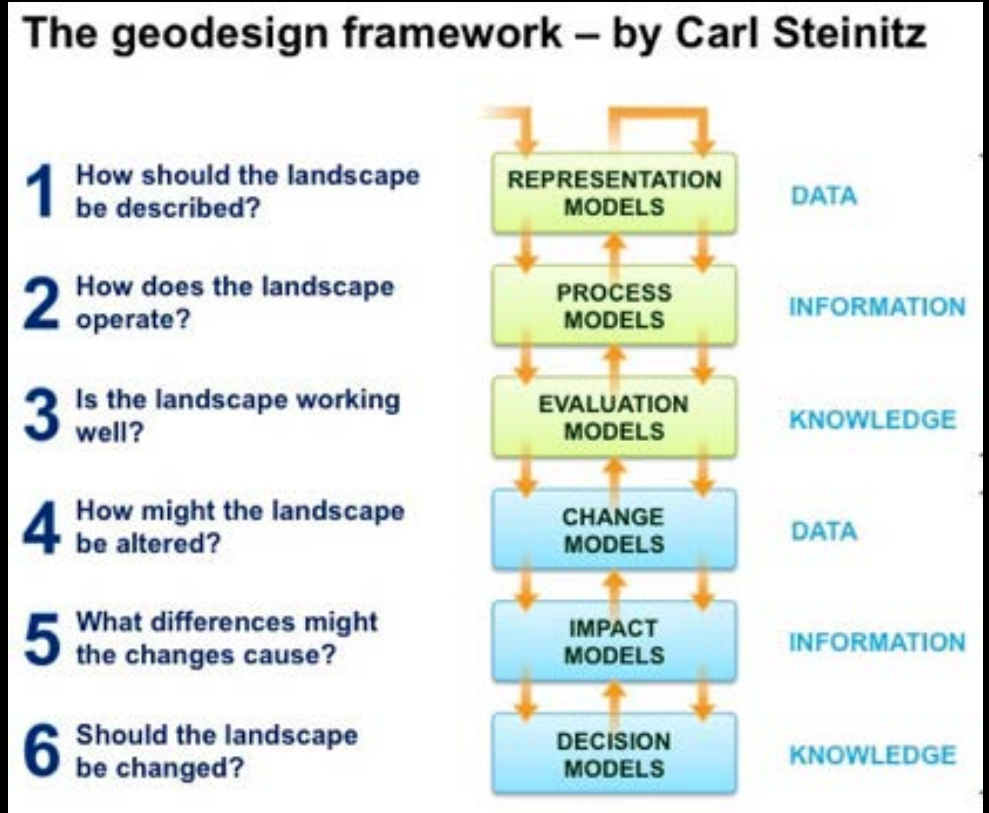 The geodesign framework – by Carl Steinitz
1 How should the landscape
be described?
REPRESENTATION
MODELS
DATA
2 How does the landscape
operate?
PROCESS
MODELS
INFORMATION
3 Is the landscape working
well?
EVALUATION
MODELS
KNOWLEDGE
4 How might the landscape
be altered?
CHANGE
MODELS
DATA
5 What differences might
the changes cause?
IMPACT
MODELS
INFORMATION
6 Should the landscape
be changed?
DECISION
MODELS
KNOWLEDGE